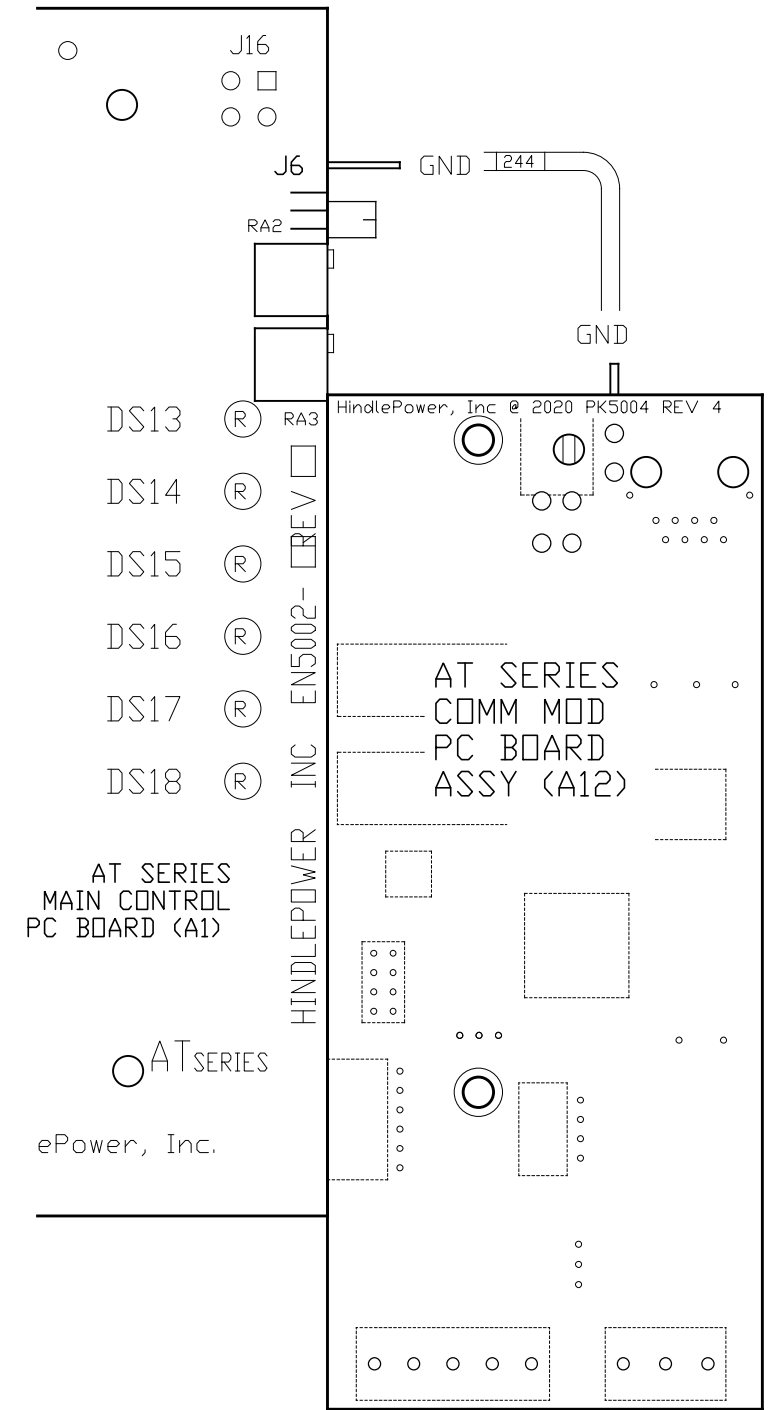 J16
J6
GND
244
RA2
GND
HindlePower, Inc @ 2020 PK5004 REV 4
DS13
R
RA3
DS14
R
DS15
R
DS16
R
DS17
R
DS18
R
HINDLEPOWER INC EN5002- REV
AT SERIES
COMM MOD
PC BOARD
ASSY (A12)
AT SERIES
MAIN CONTROL
PC BOARD (A1)
AT SERIES
ePower, Inc.